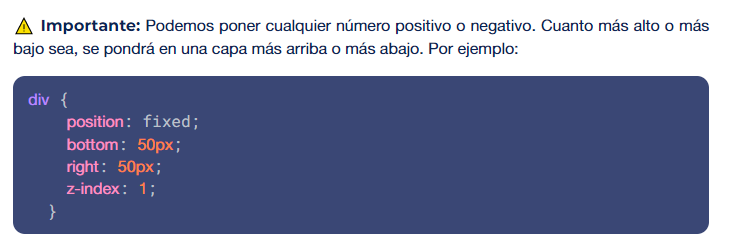 ⚠ Importante: Podemos poner cualquier número positivo o negativo. Cuanto más alto o más
bajo sea, se pondrá en una capa más arriba o más abajo. Por ejemplo:
div {
    position: fixed;
    bottom: 50px;
    right: 50px;
    z-index: 1;
  }